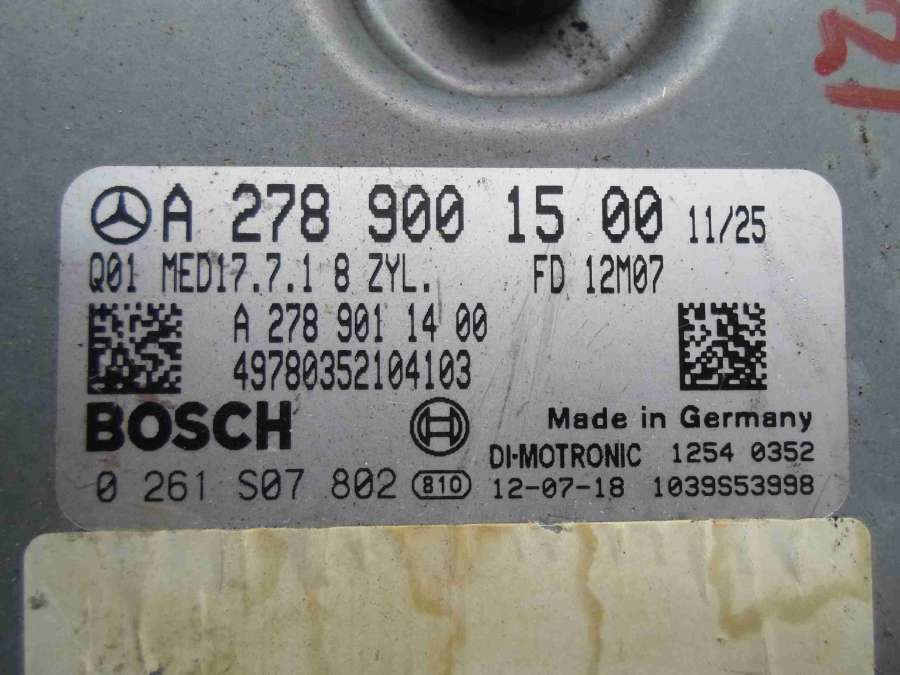 A 278 900 15 00 11/25
Q01 MED17.7.1 8 ZYL. FD 12M07
A 278 901 14 00
49780352104103
BOSCH Made in Germany
DI-MOTRONIC 1254 0352
0 261 S07 802 810 12-07-18 1039S53998